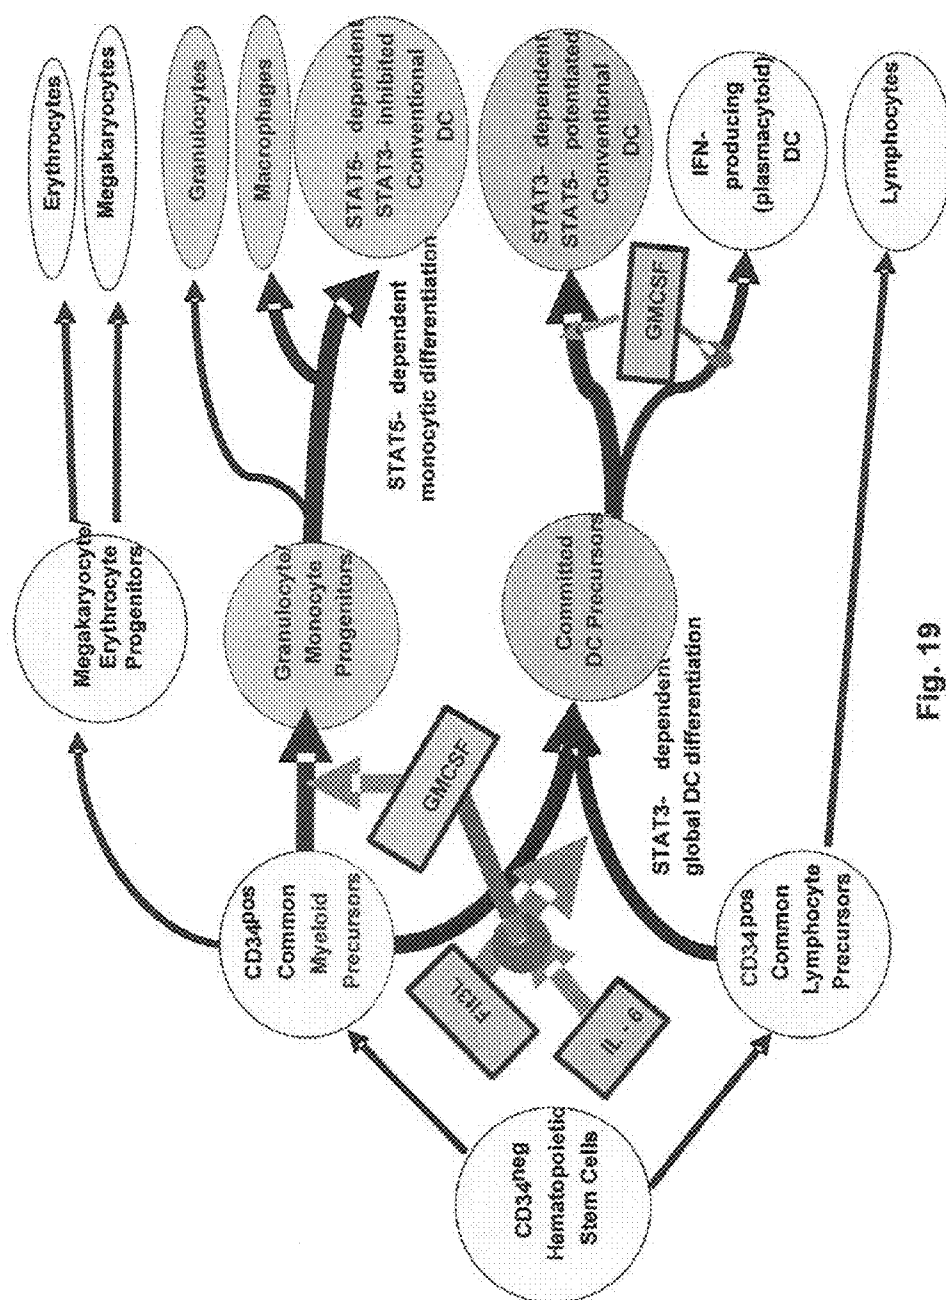 CD34neg
Hematopoietic
Stem Cells
CD34pos
Common
Myeloid
Precursors
CD34pos
Common
Lymphocyte
Precursors
Flt3L
IL - 6
GMCSF
STAT3- dependent
global DC differentiation
Megakaryocyte/
Erythrocyte
Progenitors
Granulocyte/
Monocyte
Progenitors
Committed
DC Precursors
STAT5- dependent
monocytic differentiation
GMCSF
Erythrocytes
Megakaryocytes
Granulocytes
Macrophages
STAT5- dependent
STAT3- inhibited
Conventional
DC
STAT3- dependent
STAT5- potentiated
Conventional
DC
IFN-
producing
(plasmacytoid)
DC
Lymphocytes
Fig. 19